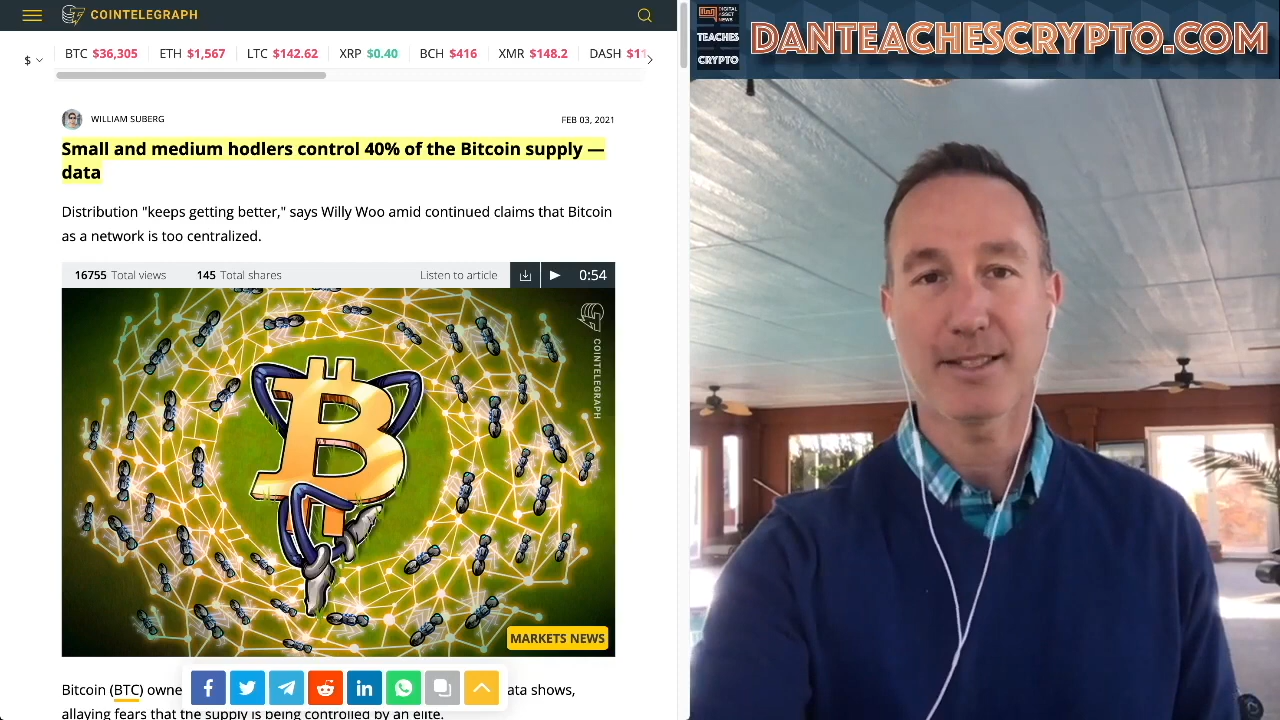 COINTELEGRAPH
$
BTC $36,305 ETH $1,567 LTC $142.62 XRP $0.40 BCH $416 XMR $148.2 DASH $11
WILLIAM SUBERG FEB 03, 2021
Small and medium hodlers control 40% of the Bitcoin supply —
data
Distribution "keeps getting better," says Willy Woo amid continued claims that Bitcoin
as a network is too centralized.
16755 Total views 145 Total shares Listen to article 0:54
COINTELEGRAPH
MARKETS NEWS
Bitcoin (BTC) owne ata shows,
allaying fears that the supply is being controlled by an elite.
DIGITAL
ASSET
NEWS
TEACHES
CRYPTO
DANTEACHESCRYPTO.COM